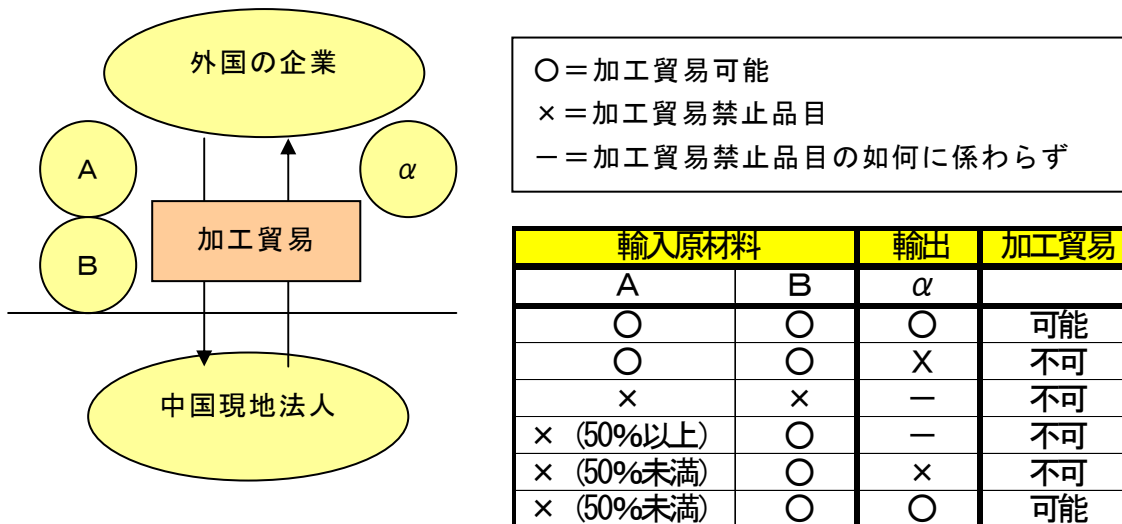 外国の企業
A
α
加工貿易
B
中国現地法人
○＝加工貿易可能
×＝加工貿易禁止品目
－＝加工貿易禁止品目の如何に係わらず
輸入原材料 輸出 加工貿易
A B α
○ ○ ○ 可能
○ ○ X 不可
× × － 不可
×（50%以上） ○ － 不可
×（50%未満） ○ × 不可
×（50%未満） ○ ○ 可能